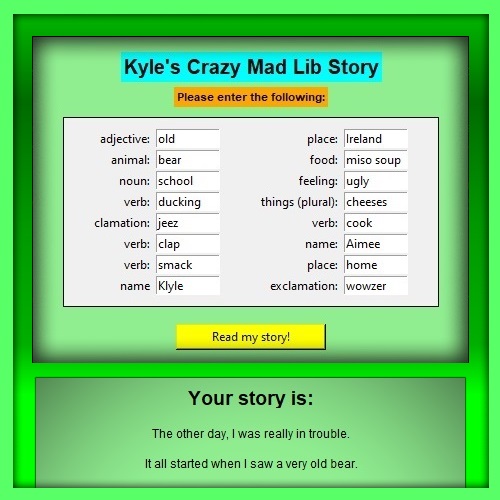 Kyle's Crazy Mad Lib Story
Please enter the following:
adjective: old
animal: bear
noun: school
verb: ducking
clamation: jeez
verb: clap
verb: smack
name Klyle
place: Ireland
food: miso soup
feeling: ugly
things (plural): cheeses
verb: cook
name: Aimee
place: home
exclamation: wowzer
Read my story!
Your story is:
The other day, I was really in trouble.
It all started when I saw a very old bear.